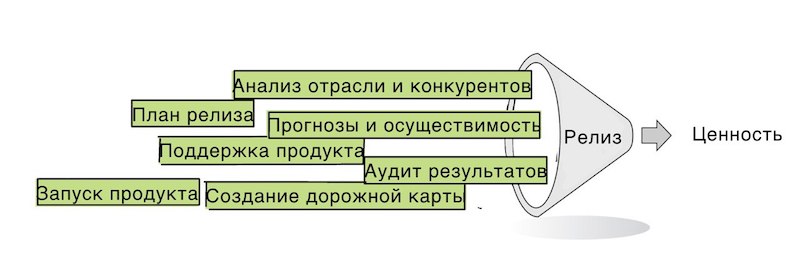 Анализ отрасли и конкурентов
План релиза
Прогнозы и осуществимость
Поддержка продукта
Аудит результатов
Запуск продукта
Создание дорожной карты
Релиз
Ценность